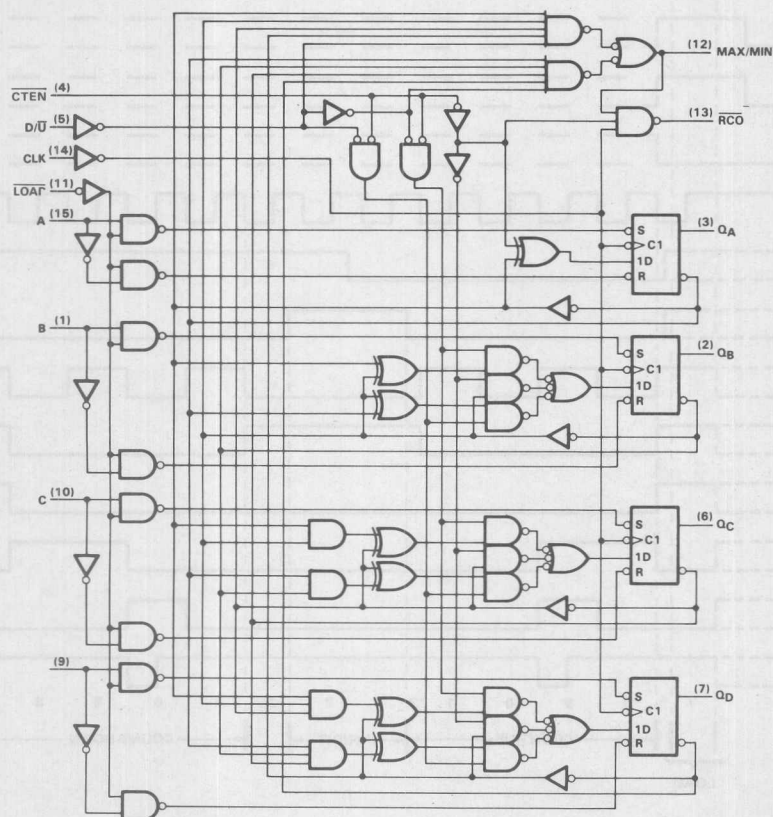 (12) MAX/MIN
CTEN (4)
D/U (5)
(13) RCO
CLK (14)
LOAD (11)
A (15)
S
C1
1D
R
(3) QA
B (1)
S
C1
1D
R
(2) QB
C (10)
S
C1
1D
R
(6) QC
(9)
S
C1
1D
R
(7) QD